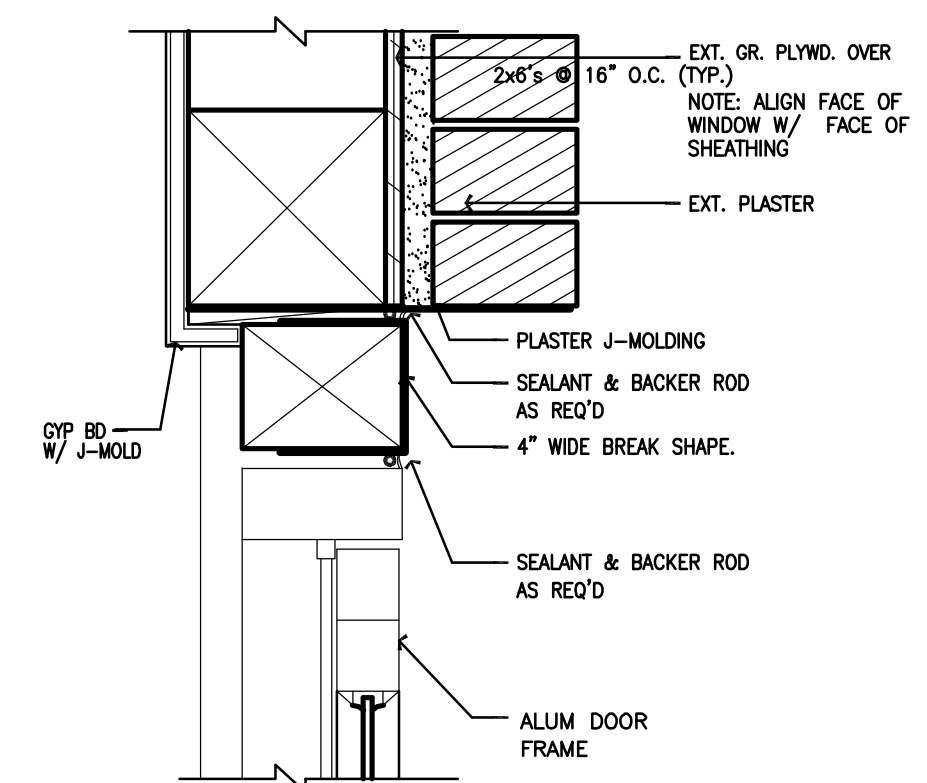 EXT. GR. PLYWD. OVER
2x6's @ 16" O.C. (TYP.)
NOTE: ALIGN FACE OF
WINDOW W/ FACE OF
SHEATHING
EXT. PLASTER
PLASTER J-MOLDING
SEALANT & BACKER ROD
AS REQ'D
GYP BD
W/ J-MOLD
4" WIDE BREAK SHAPE.
SEALANT & BACKER ROD
AS REQ'D
ALUM DOOR
FRAME